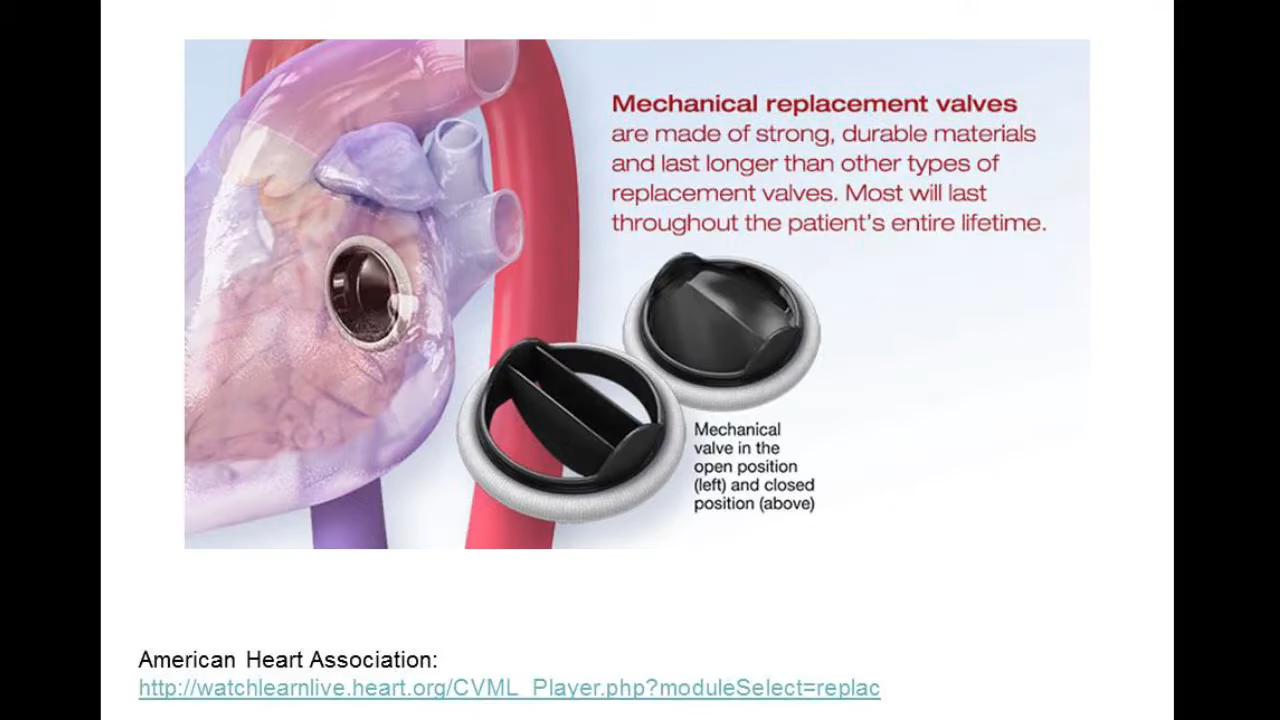 Mechanical replacement valves
are made of strong, durable materials
and last longer than other types of
replacement valves. Most will last
throughout the patient's entire lifetime.
Mechanical
valve in the
open position
(left) and closed
position (above)
American Heart Association:
http://watchlearnlive.heart.org/CVML_Player.php?moduleSelect=replac